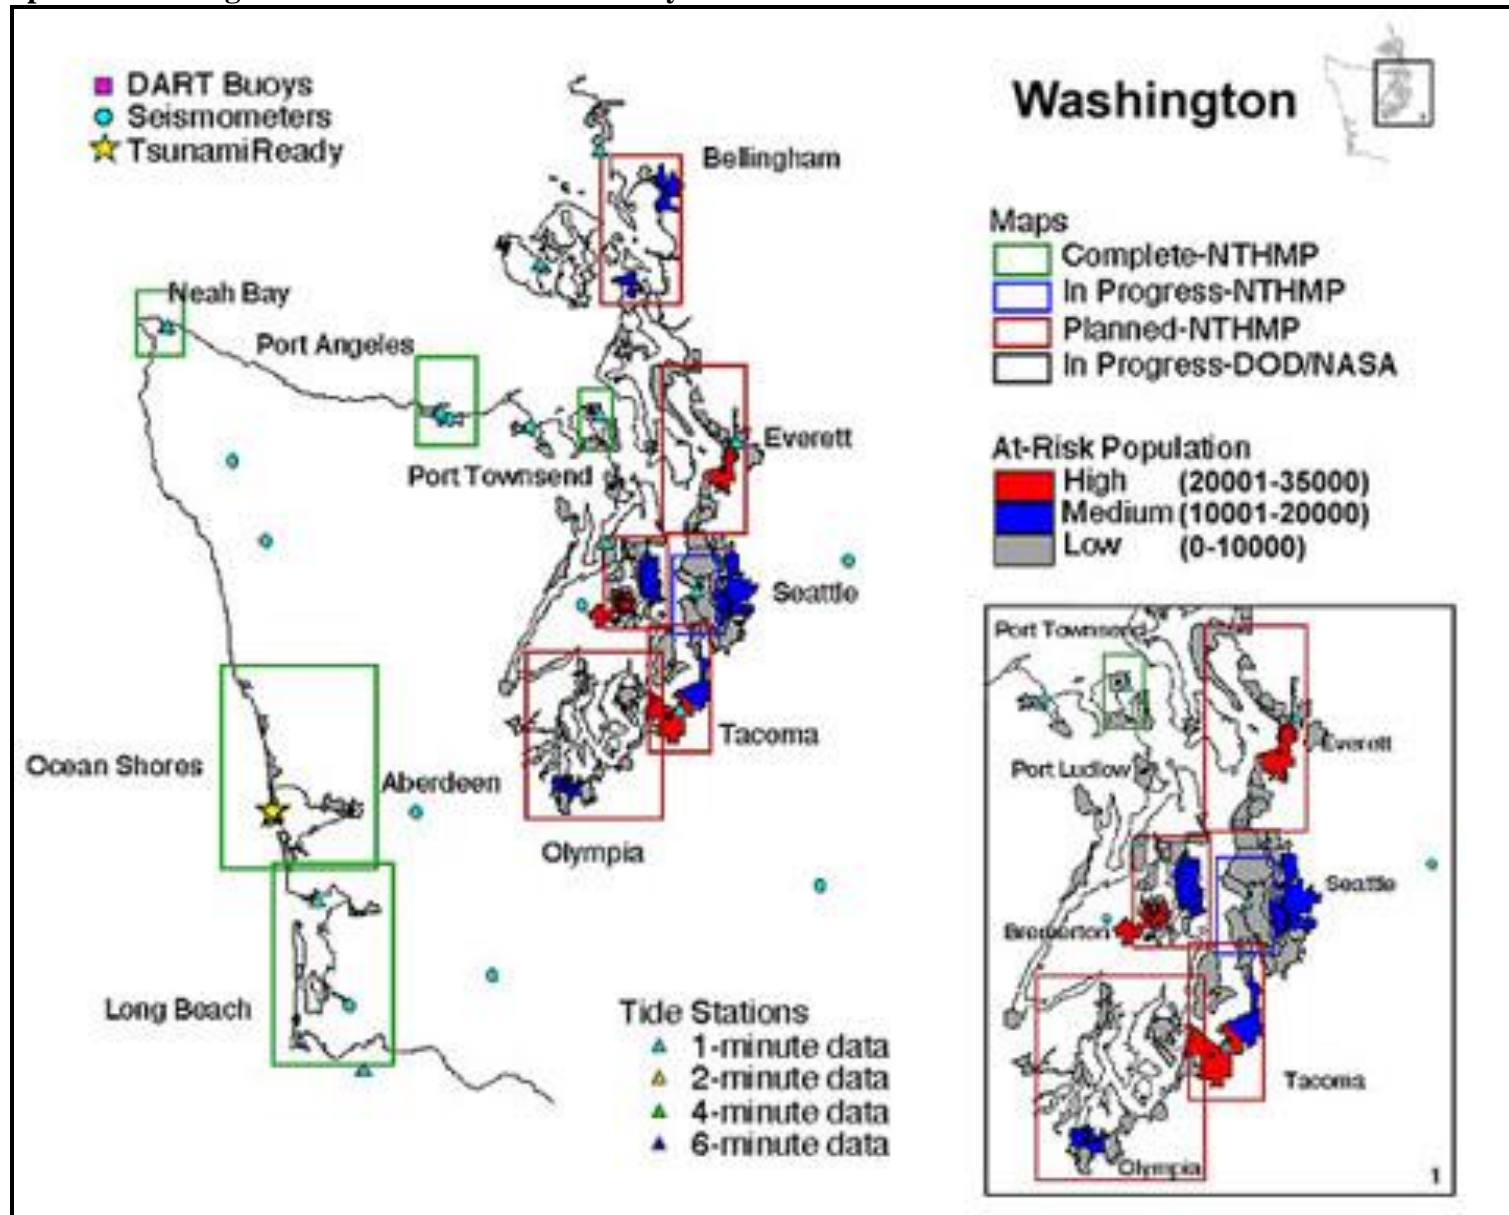 DART Buoys
Seismometers
TsunamiReady
Washington
1
Bellingham
Maps
Complete-NTHMP
In Progress-NTHMP
Planned-NTHMP
In Progress-DOD/NASA
Neah Bay
Port Angeles
Everett
Port Townsend
At-Risk Population
High (20001-35000)
Medium (10001-20000)
Low (0-10000)
Seattle
Tacoma
Ocean Shores
Aberdeen
Olympia
Long Beach
Tide Stations
1-minute data
2-minute data
4-minute data
6-minute data
Port Townsend
Everett
Port Ludlow
Seattle
Bremerton
Tacoma
Olympia
1